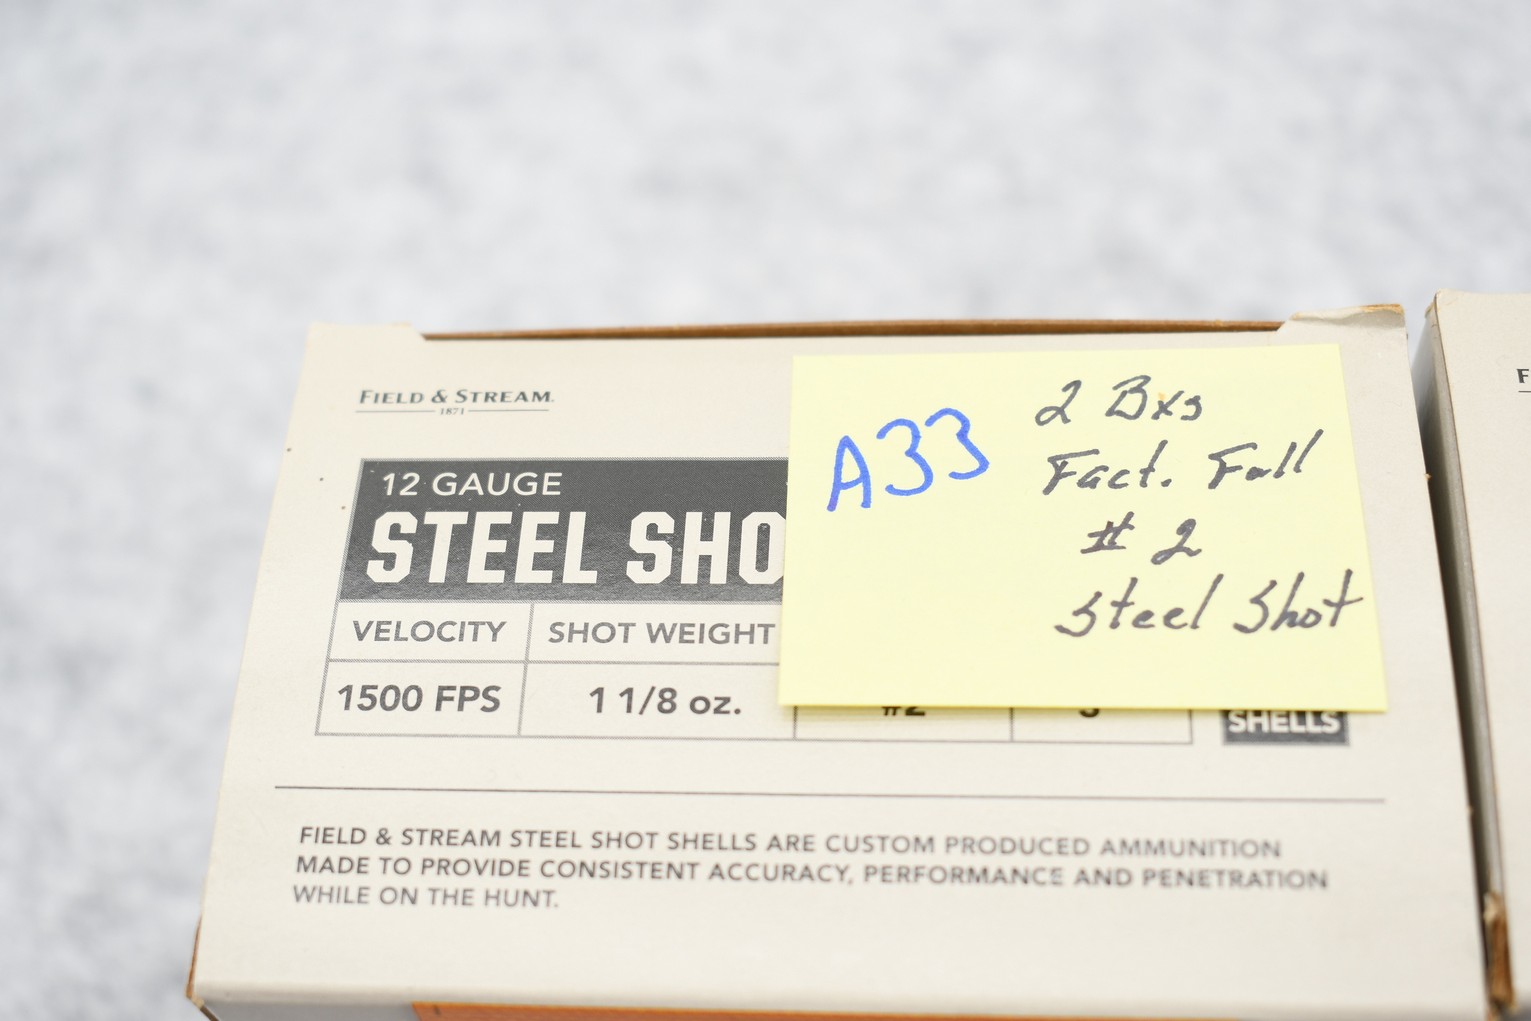 FIELD & STREAM.
1871
12 GAUGE
STEEL SHO
VELOCITY SHOT WEIGHT
1500 FPS 1 1/8 oz. #2 3
SHELLS
FIELD & STREAM STEEL SHOT SHELLS ARE CUSTOM PRODUCED AMMUNITION
MADE TO PROVIDE CONSISTENT ACCURACY, PERFORMANCE AND PENETRATION
WHILE ON THE HUNT.
A33
2 Bxs
Fact. Full
# 2
Steel Shot
F